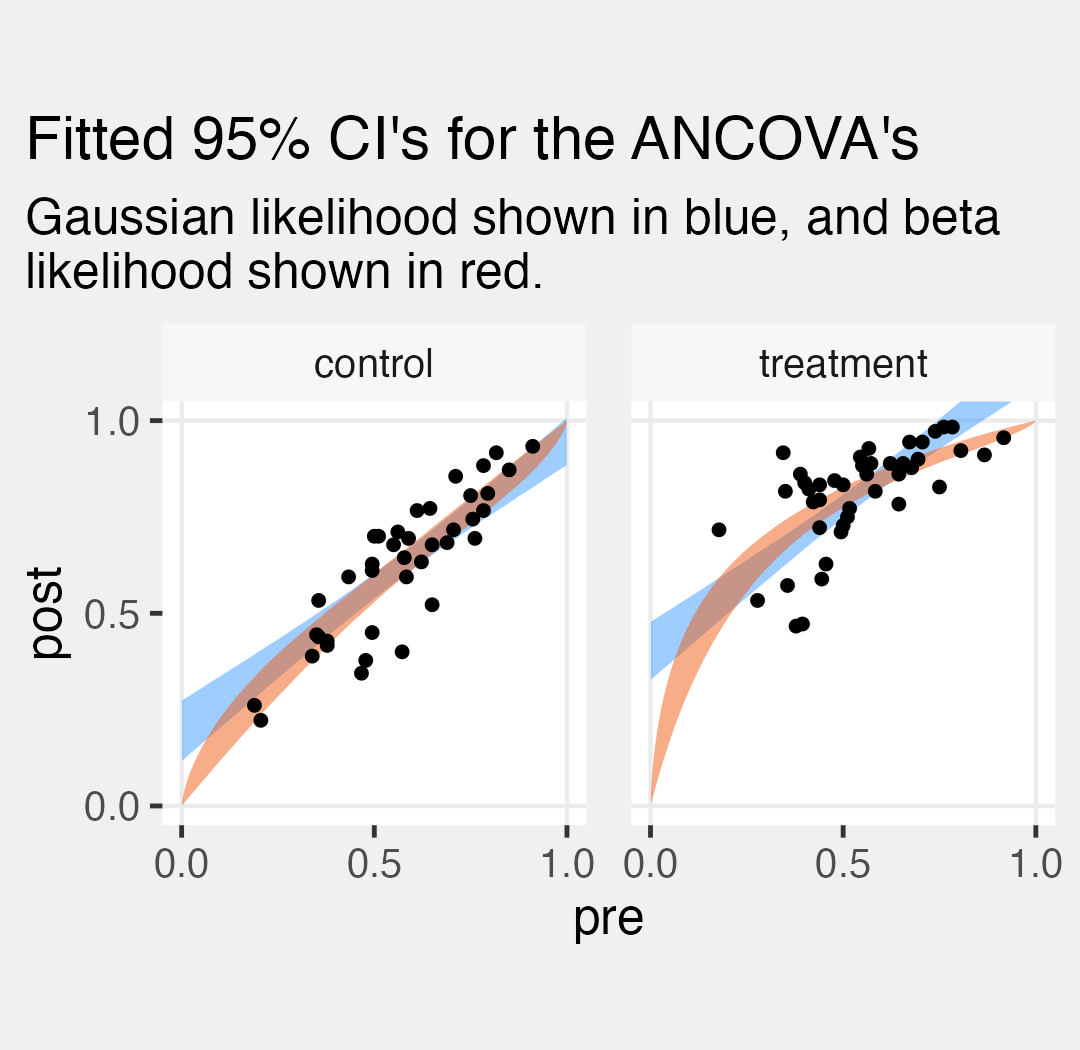 Fitted 95% CI's for the ANCOVA's
Gaussian likelihood shown in blue, and beta
likelihood shown in red.
control
treatment
1.0
0.5
0.0
post
0.0 0.5 1.0
0.0 0.5 1.0
pre